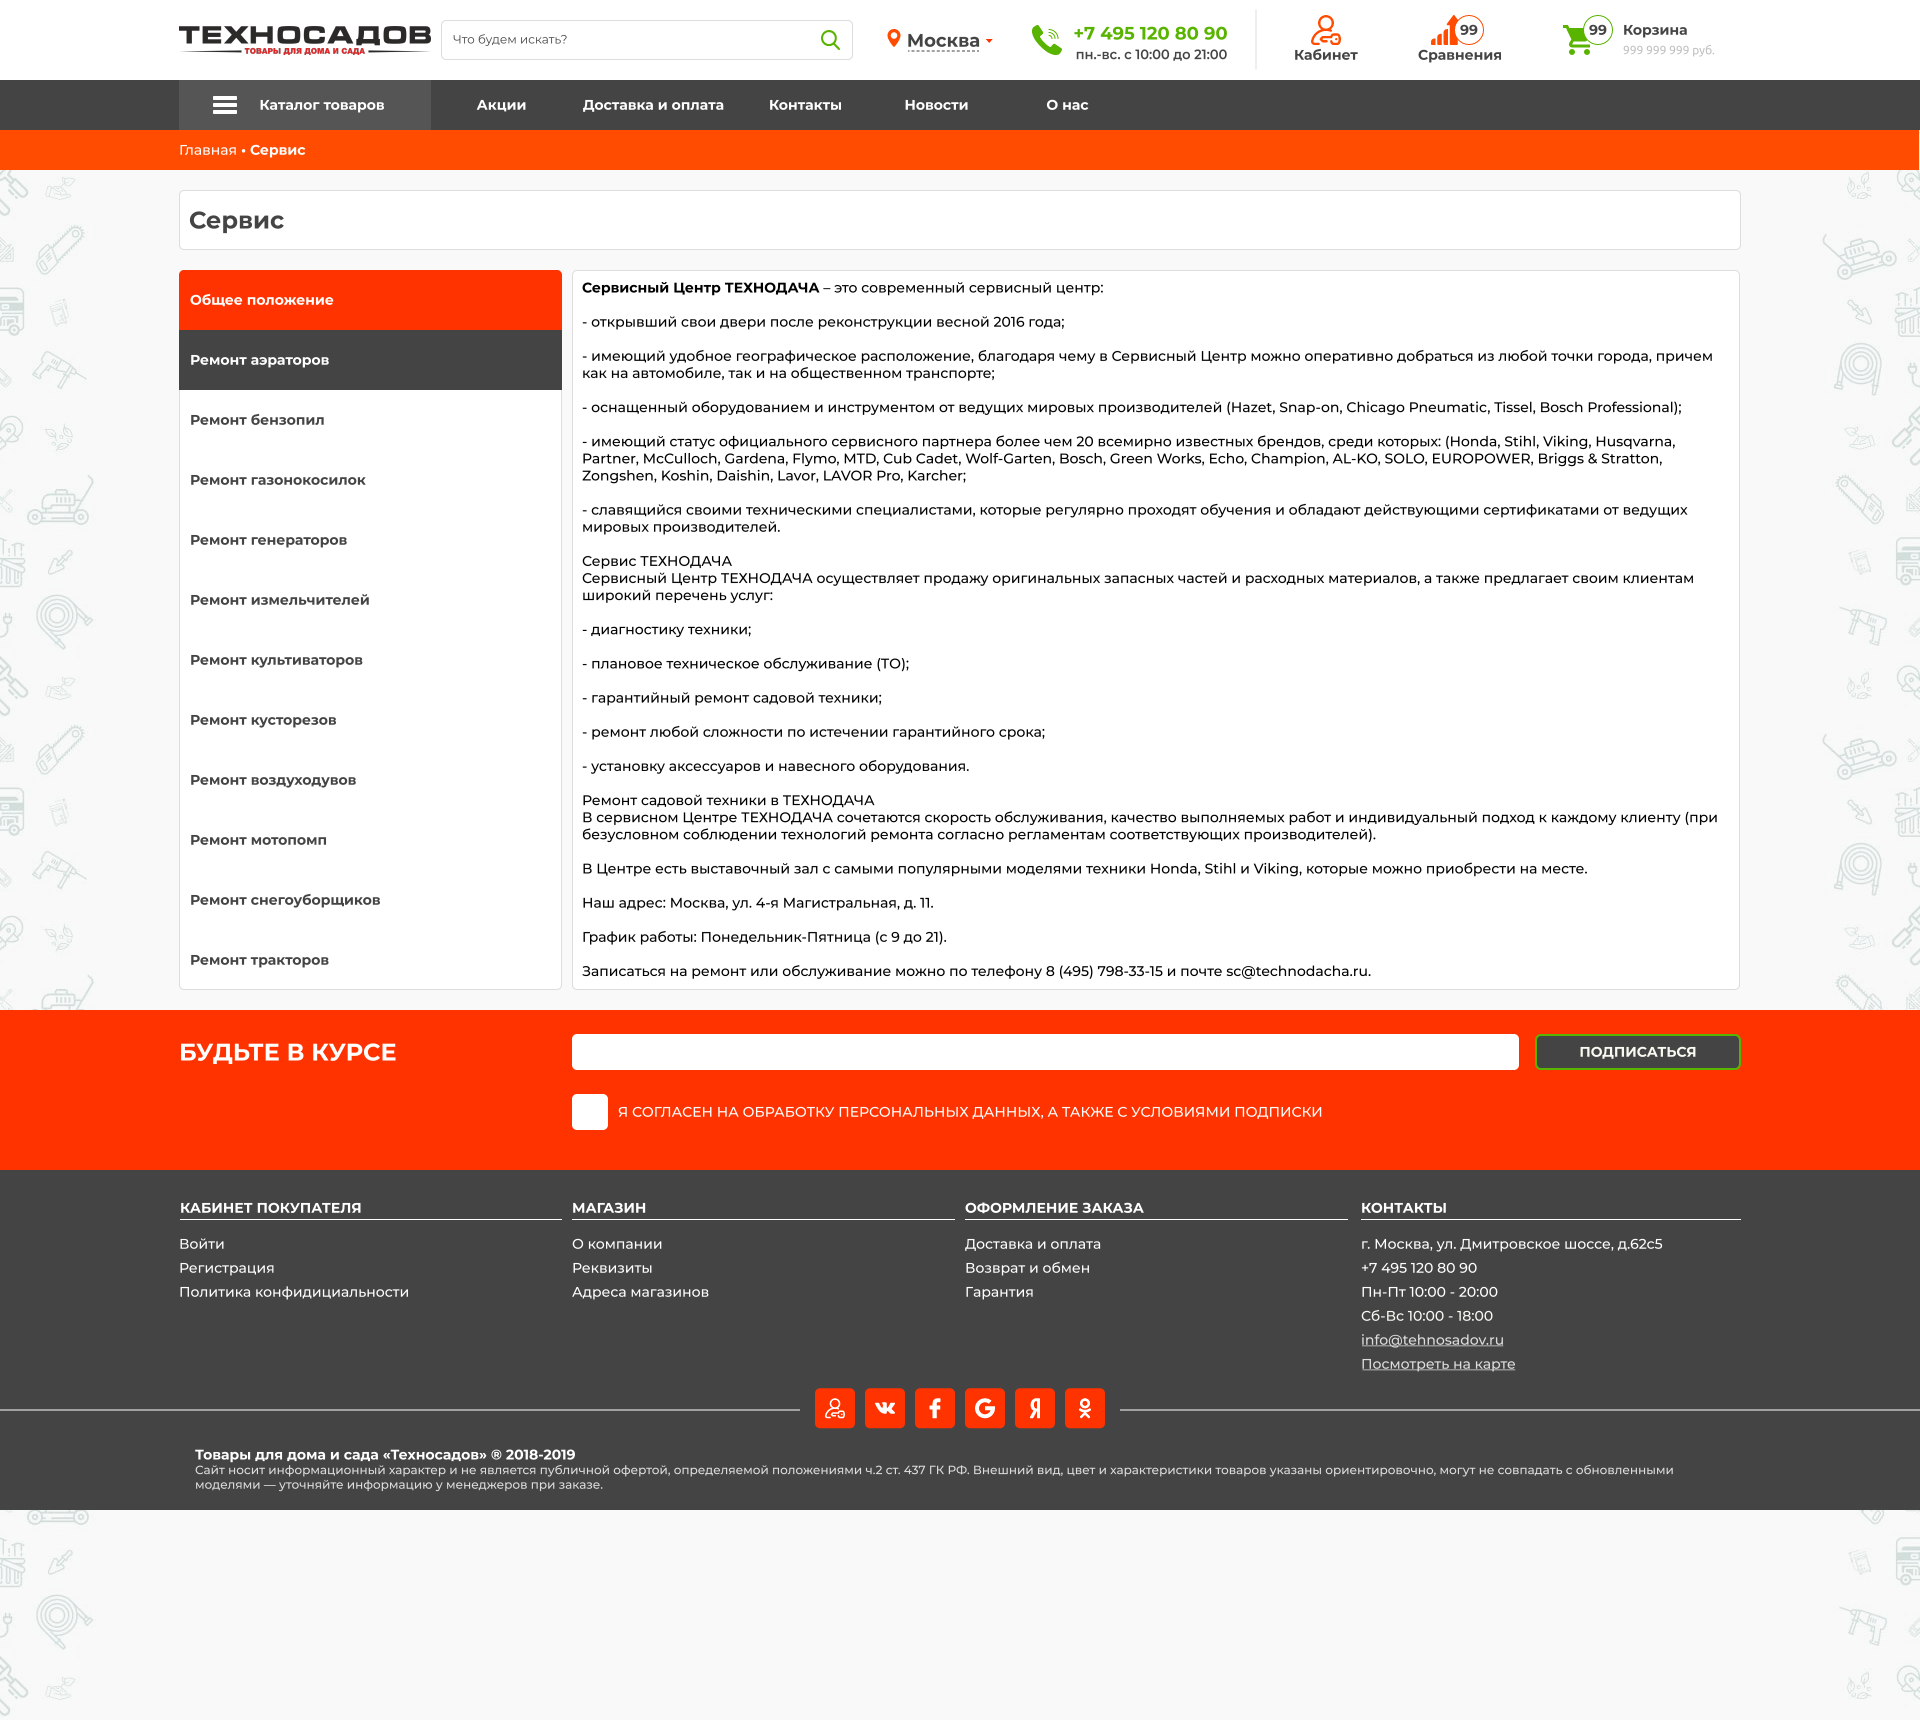 ТЕХНОСАДОВ
ТОВАРЫ ДЛЯ ДОМА И САДА
Что будем искать?
Москва
+7 495 120 80 90
пн.-вс. с 10:00 до 21:00
Кабинет
99
Сравнения
99
Корзина
999 999 999 руб.
Каталог товаров
Акции
Доставка и оплата
Контакты
Новости
О нас
Главная • Сервис
Сервис
Общее положение
Ремонт аэраторов
Ремонт бензопил
Ремонт газонокосилок
Ремонт генераторов
Ремонт измельчителей
Ремонт культиваторов
Ремонт кусторезов
Ремонт воздуходувов
Ремонт мотопомп
Ремонт снегоуборщиков
Ремонт тракторов
Сервисный Центр ТЕХНОДАЧА – это современный сервисный центр:
- открывший свои двери после реконструкции весной 2016 года;
- имеющий удобное географическое расположение, благодаря чему в Сервисный Центр можно оперативно добраться из любой точки города, причем
как на автомобиле, так и на общественном транспорте;
- оснащенный оборудованием и инструментом от ведущих мировых производителей (Hazet, Snap-on, Chicago Pneumatic, Tissel, Bosch Professional);
- имеющий статус официального сервисного партнера более чем 20 всемирно известных брендов, среди которых: (Honda, Stihl, Viking, Husqvarna,
Partner, McCulloch, Gardena, Flymo, MTD, Cub Cadet, Wolf-Garten, Bosch, Green Works, Echo, Champion, AL-KO, SOLO, EUROPOWER, Briggs & Stratton,
Zongshen, Koshin, Daishin, Lavor, LAVOR Pro, Karcher;
- славящийся своими техническими специалистами, которые регулярно проходят обучения и обладают действующими сертификатами от ведущих
мировых производителей.
Сервис ТЕХНОДАЧА
Сервисный Центр ТЕХНОДАЧА осуществляет продажу оригинальных запасных частей и расходных материалов, а также предлагает своим клиентам
широкий перечень услуг:
- диагностику техники;
- плановое техническое обслуживание (ТО);
- гарантийный ремонт садовой техники;
- ремонт любой сложности по истечении гарантийного срока;
- установку аксессуаров и навесного оборудования.
Ремонт садовой техники в ТЕХНОДАЧА
В сервисном Центре ТЕХНОДАЧА сочетаются скорость обслуживания, качество выполняемых работ и индивидуальный подход к каждому клиенту (при
безусловном соблюдении технологий ремонта согласно регламентам соответствующих производителей).
В Центре есть выставочный зал с самыми популярными моделями техники Honda, Stihl и Viking, которые можно приобрести на месте.
Наш адрес: Москва, ул. 4-я Магистральная, д. 11.
График работы: Понедельник-Пятница (с 9 до 21).
Записаться на ремонт или обслуживание можно по телефону 8 (495) 798-33-15 и почте sc@technodacha.ru.
БУДЬТЕ В КУРСЕ
ПОДПИСАТЬСЯ
Я СОГЛАСЕН НА ОБРАБОТКУ ПЕРСОНАЛЬНЫХ ДАННЫХ, А ТАКЖЕ С УСЛОВИЯМИ ПОДПИСКИ
КАБИНЕТ ПОКУПАТЕЛЯ
Войти
Регистрация
Политика конфидициальности
МАГАЗИН
О компании
Реквизиты
Адреса магазинов
ОФОРМЛЕНИЕ ЗАКАЗА
Доставка и оплата
Возврат и обмен
Гарантия
КОНТАКТЫ
г. Москва, ул. Дмитровское шоссе, д.62с5
+7 495 120 80 90
Пн-Пт 10:00 - 20:00
Сб-Вс 10:00 - 18:00
info@tehnosadov.ru
Посмотреть на карте
Товары для дома и сада «Техносадов» ® 2018-2019
Сайт носит информационный характер и не является публичной офертой, определяемой положениями ч.2 ст. 437 ГК РФ. Внешний вид, цвет и характеристики товаров указаны ориентировочно, могут не совпадать с обновленными
моделями — уточняйте информацию у менеджеров при заказе.